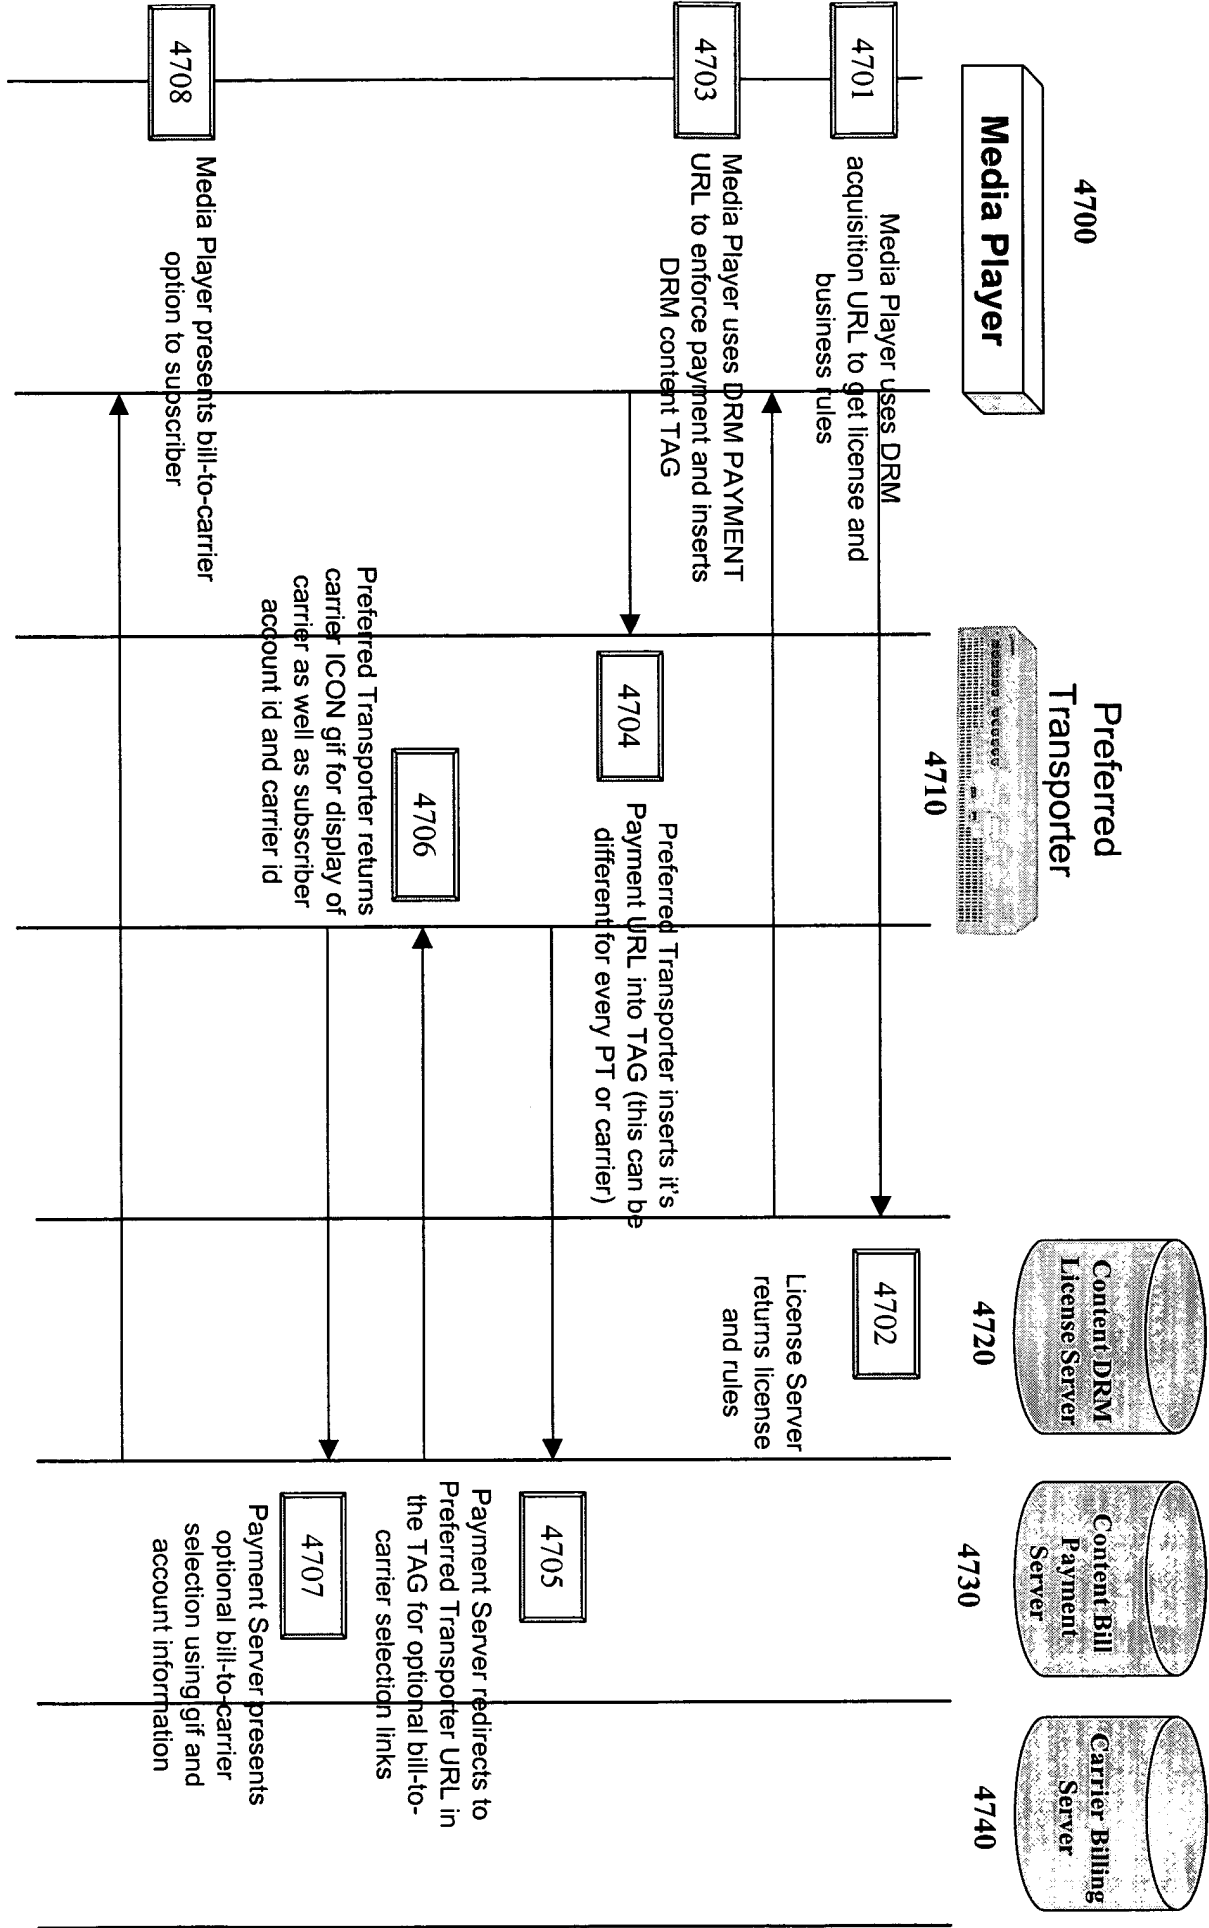 4700
Media Player
Preferred
Transporter
4710
Content DRM
License Server
4720
Content Bill
Payment
Server
4730
Carrier Billing
Server
4740
4701
Media Player uses DRM
acquisition URL to get license and
business rules
4702
License Server
returns license
and rules
4703
Media Player uses DRM PAYMENT
URL to enforce payment and inserts
DRM content TAG
4704
Preferred Transporter inserts it's
Payment URL into TAG (this can be
different for every PT or carrier)
4705
Payment Server redirects to
Preferred Transporter URL in
the TAG for optional bill-to-
carrier selection links
4706
Preferred Transporter returns
carrier ICON gif for display of
carrier as well as subscriber
account id and carrier id
4707
Payment Server presents
optional bill-to-carrier
selection using gif and
account information
4708
Media Player presents bill-to-carrier
option to subscriber